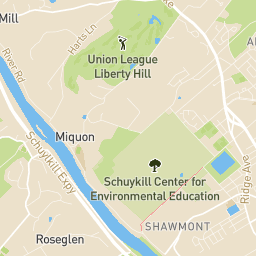 Mill
Harts Ln
River Rd
Union League
Liberty Hill
Miquon
Schuylkill Expy
Schuykill Center for
Environmental Education
Ridge Ave
SHAWMONT
Roseglen